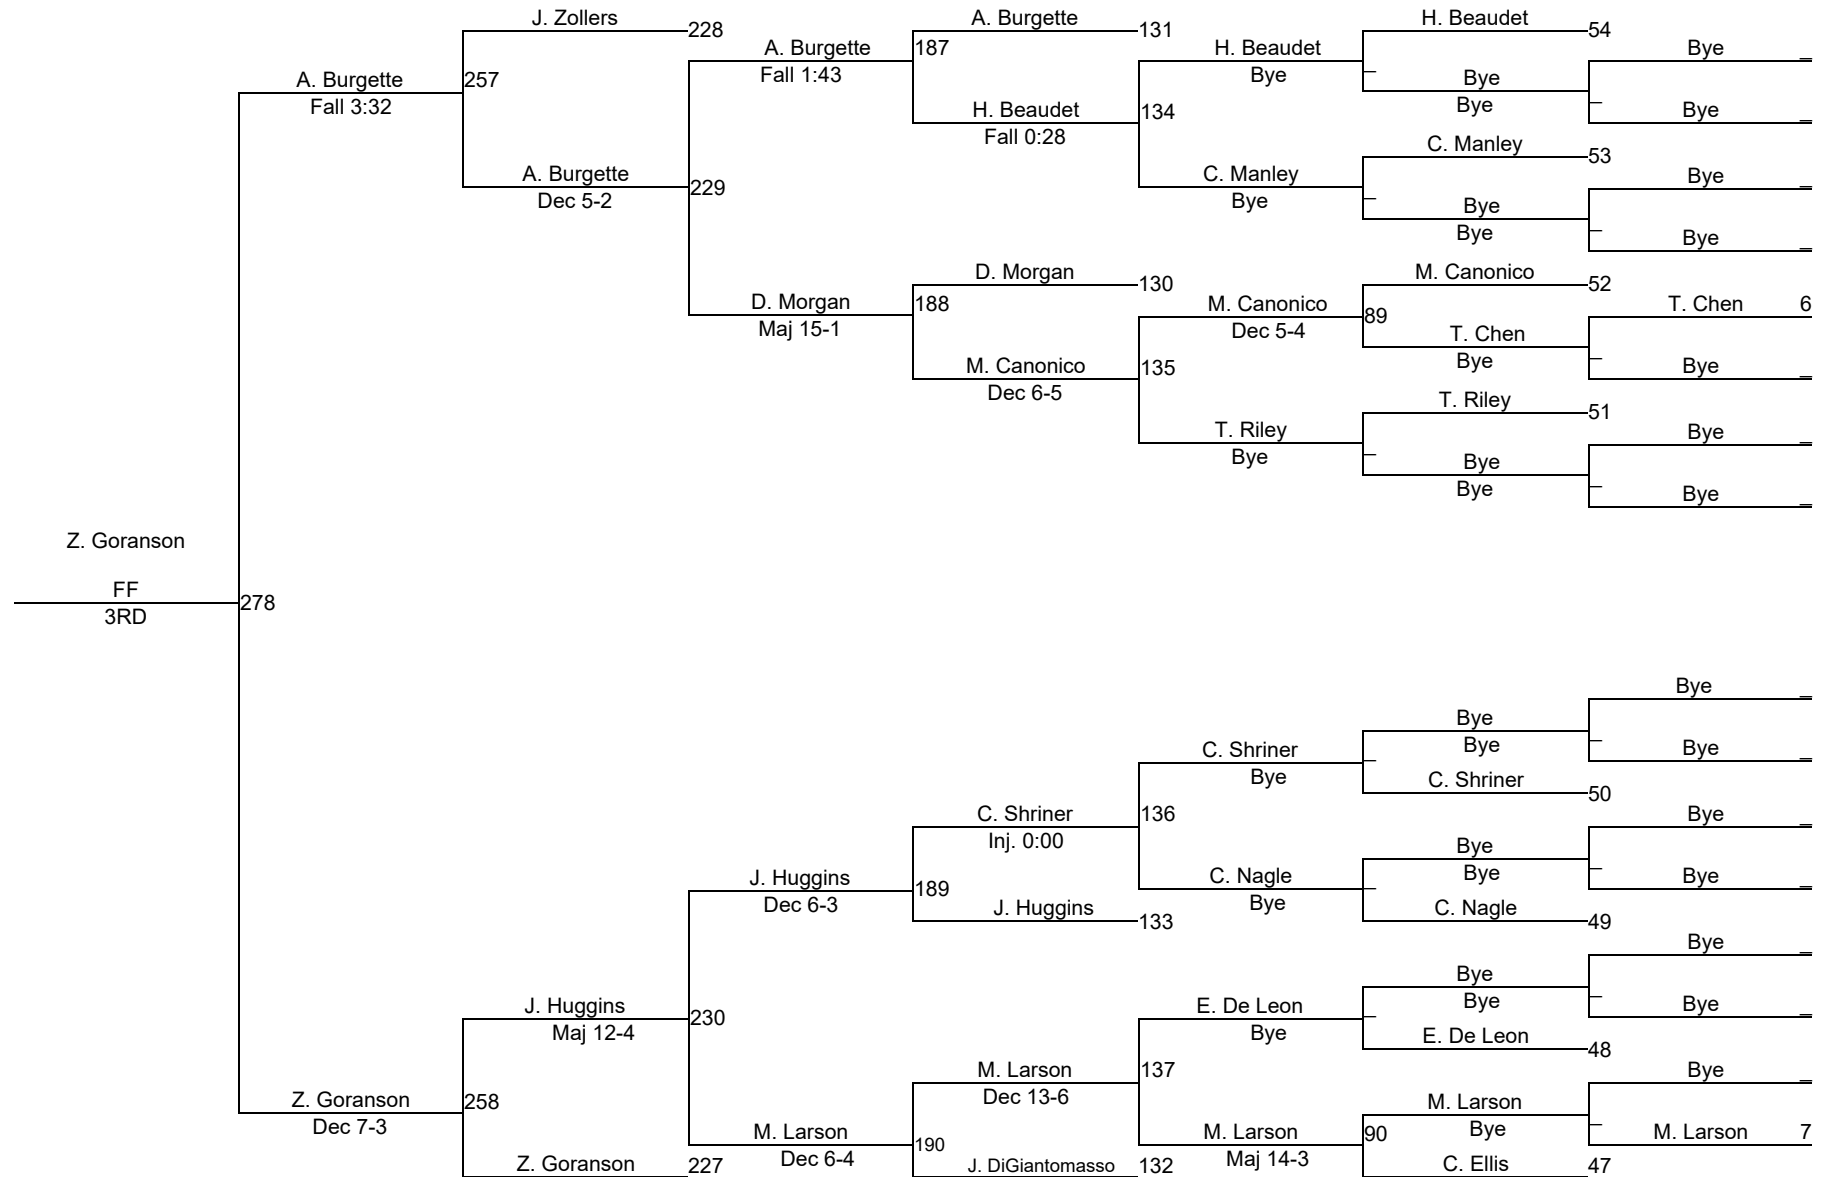 J. Zollers
228
A. Burgette
Fall 3:32
257
A. Burgette
Dec 5-2
A. Burgette
Fall 1:43
229
D. Morgan
Maj 15-1
A. Burgette
131
187
H. Beaudet
Fall 0:28
D. Morgan
130
188
M. Canonico
Dec 6-5
H. Beaudet
Bye
134
C. Manley
Bye
M. Canonico
Dec 5-4
135
T. Riley
Bye
H. Beaudet
54
_
Bye
Bye
C. Manley
53
_
Bye
Bye
M. Canonico
52
89
T. Chen
Bye
T. Riley
51
_
Bye
Bye
Bye _
_
Bye _
Bye _
_
Bye _
T. Chen 6
_
Bye _
Bye _
_
Bye _
Z. Goranson
FF
3RD
278
Z. Goranson
Dec 7-3
J. Huggins
Maj 12-4
258
Z. Goranson
227
J. Huggins
Dec 6-3
230
M. Larson
Dec 6-4
C. Shriner
Inj. 0:00
189
J. Huggins
133
M. Larson
Dec 13-6
190
J. DiGiantomasso
132
C. Shriner
Bye
136
C. Nagle
Bye
E. De Leon
Bye
137
M. Larson
Maj 14-3
Bye
Bye
_
C. Shriner
50
Bye
Bye
_
C. Nagle
49
Bye
Bye
_
E. De Leon
48
M. Larson
Bye
90
C. Ellis
47
Bye _
_
Bye _
Bye _
_
Bye _
Bye _
_
Bye _
Bye _
_
M. Larson 7